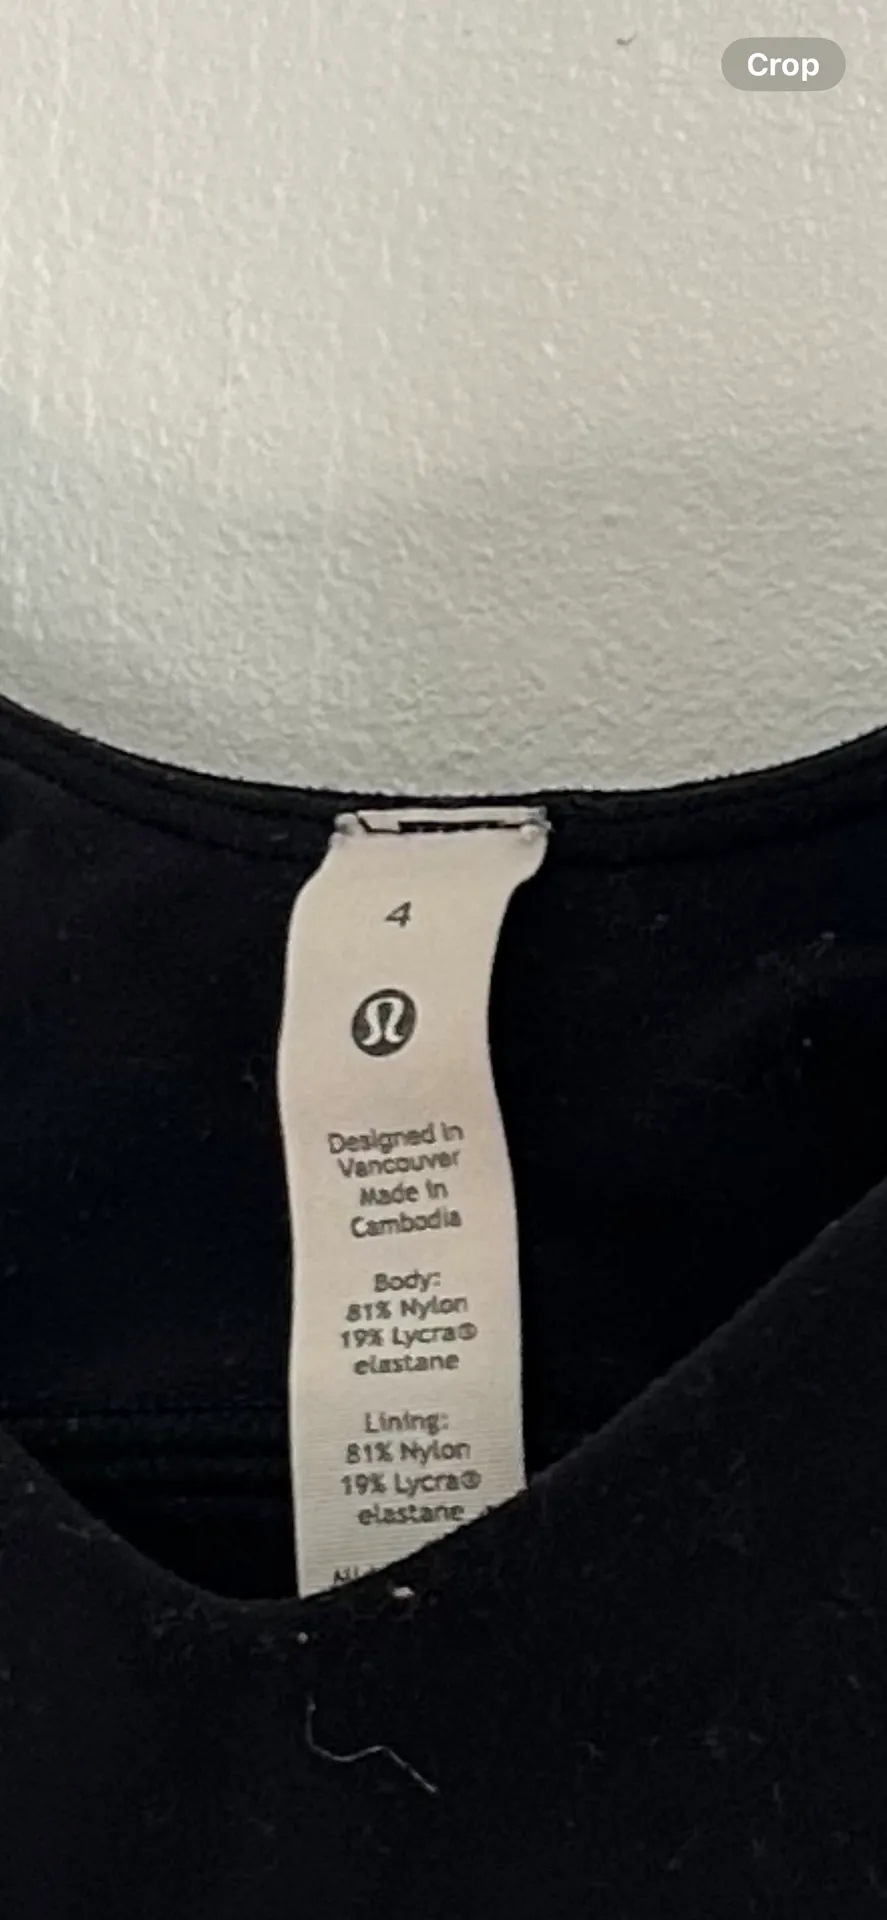 Crop
4
Designed in
Vancouver
Made in
Cambodia
Body:
81% Nylon
19% Lycra®
elastane
Lining:
81% Nylon
19% Lycra®
elastane